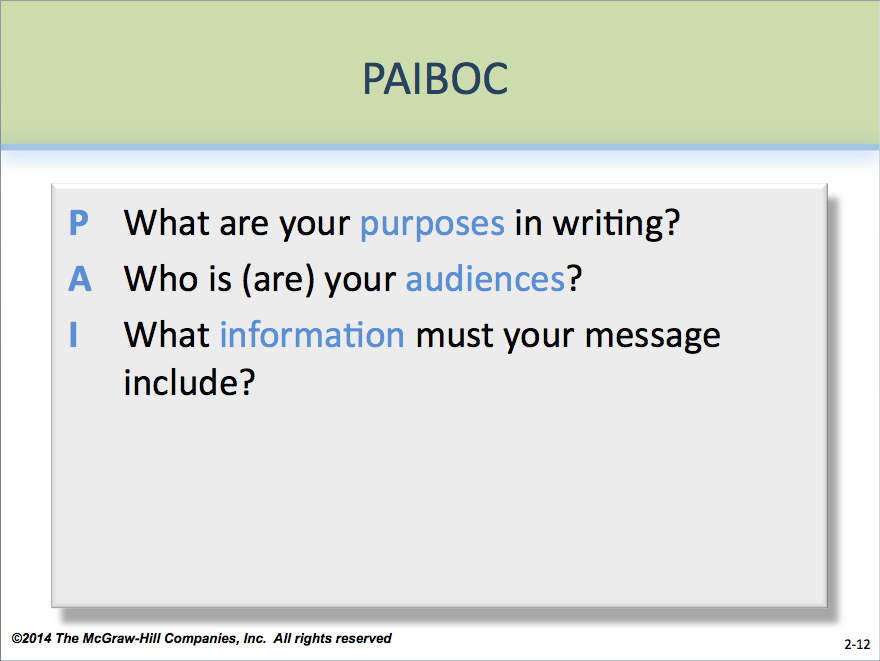 PAIBOC
P What are your purposes in writing?
A Who is (are) your audiences?
I What information must your message
include?
©2014 The McGraw-Hill Companies, Inc. All rights reserved
2-12